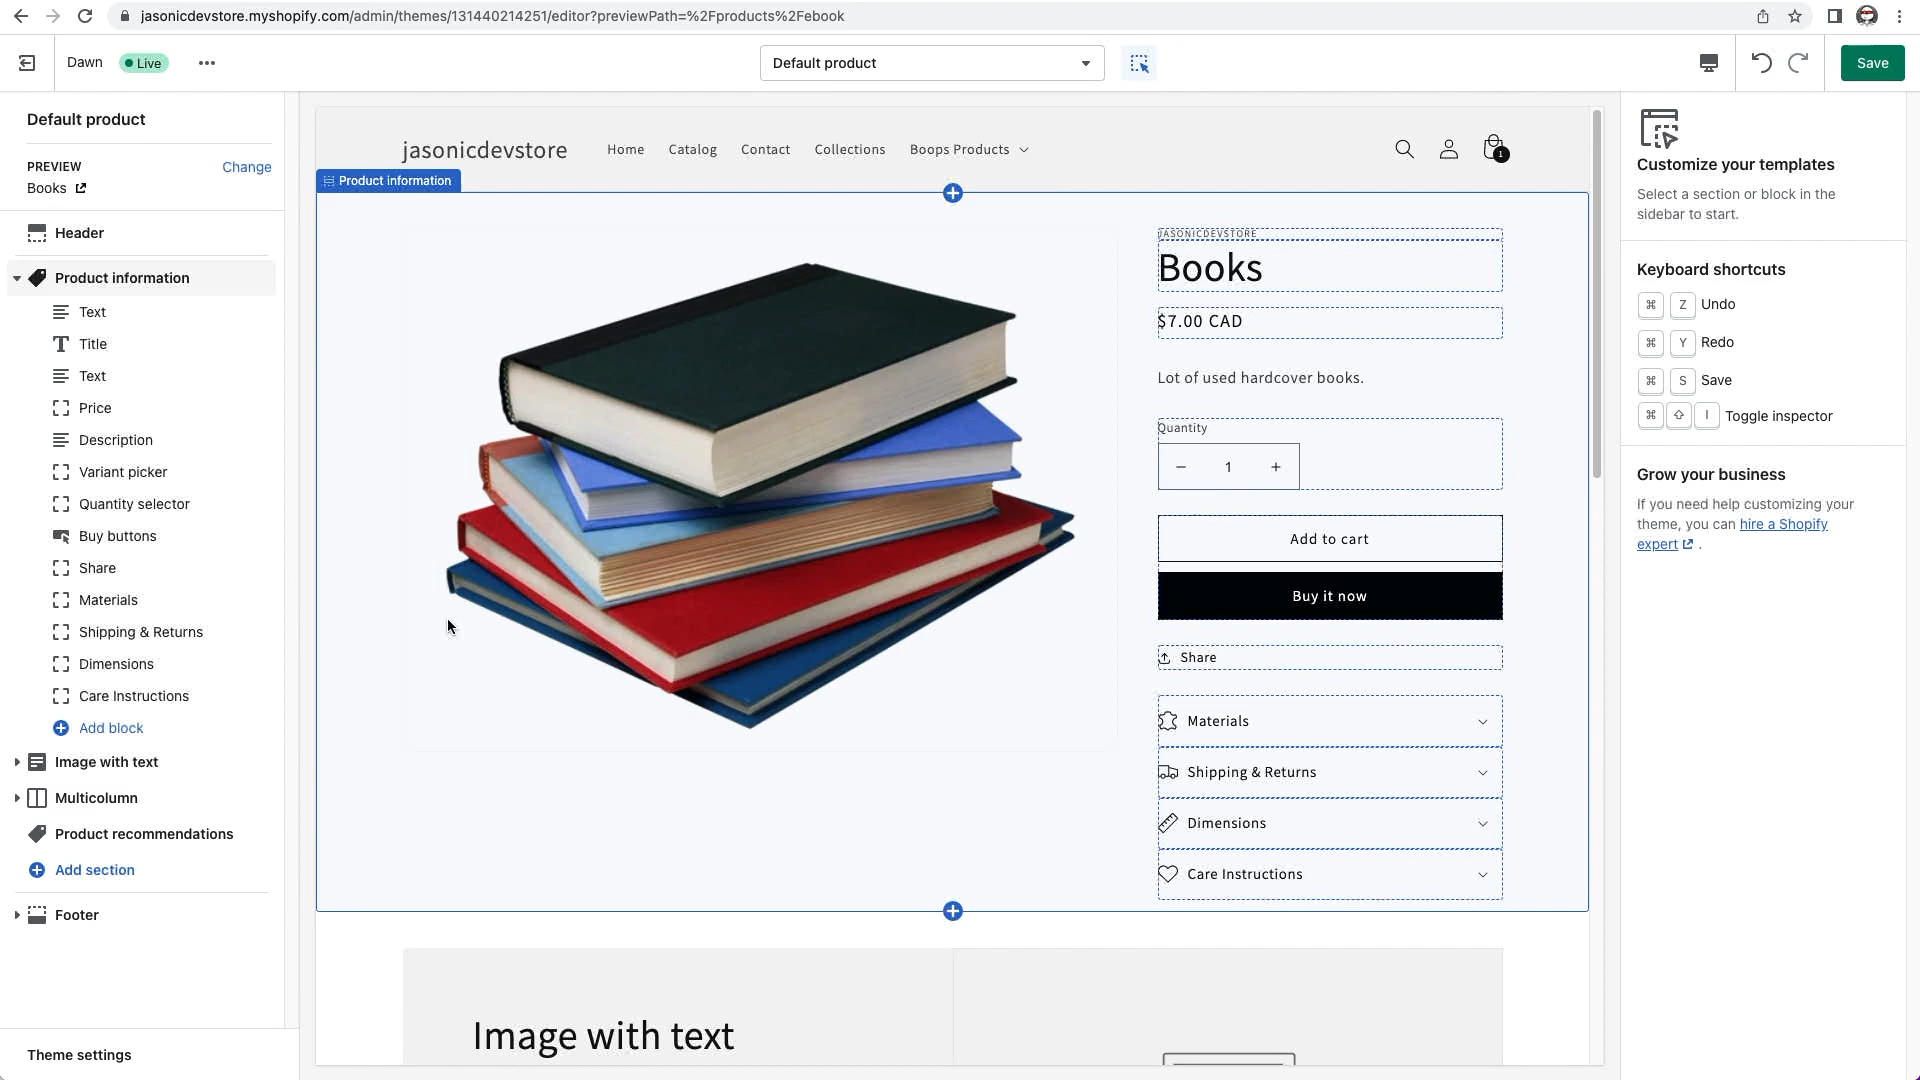 jasonicdevstore.myshopify.com/admin/themes/131440214251/editor?previewPath=%2Fproducts%2Febook
Dawn
Live
Default product
Save
Default product
PREVIEW
Change
Books
Header
Product information
Text
Title
Text
Price
Description
Variant picker
Quantity selector
Buy buttons
Share
Materials
Shipping & Returns
Dimensions
Care Instructions
Add block
Image with text
Multicolumn
Product recommendations
Add section
Footer
Theme settings
jasonicdevstore
Home Catalog Contact Collections Boops Products
1
Product information
JASONICDEVSTORE
Books
$7.00 CAD
Lot of used hardcover books.
Quantity
− 1 +
Add to cart
Buy it now
Share
Materials
Shipping & Returns
Dimensions
Care Instructions
Image with text
Customize your templates
Select a section or block in the
sidebar to start.
Keyboard shortcuts
⌘ Z Undo
⌘ Y Redo
⌘ S Save
⌘ ⇧ I Toggle inspector
Grow your business
If you need help customizing your
theme, you can hire a Shopify
expert .